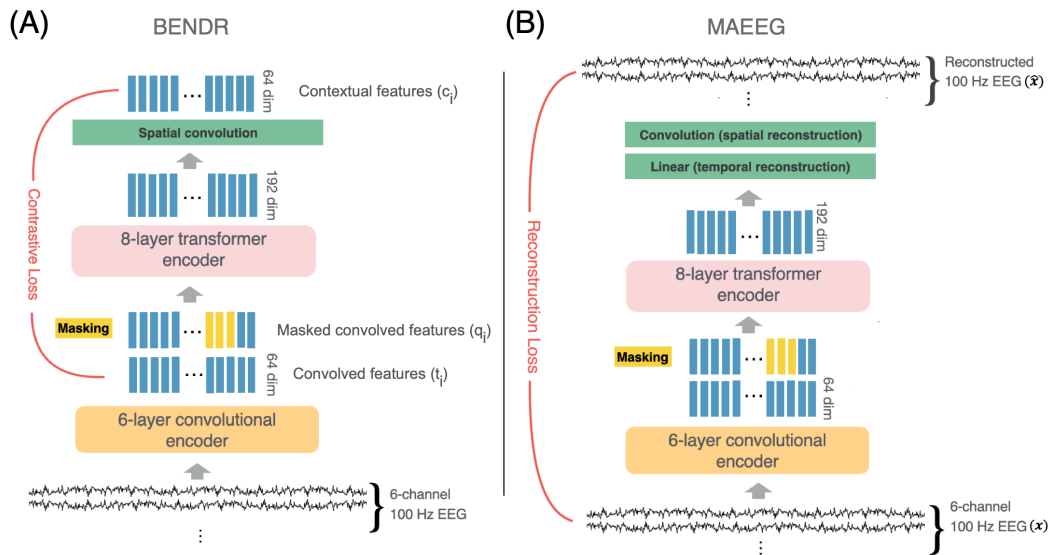 (A)
BENDR
64 dim
Contextual features (cᵢ)
Spatial convolution
192 dim
8-layer transformer
encoder
Contrastive Loss
Masking
Masked convolved features (qᵢ)
Convolved features (tᵢ)
64 dim
6-layer convolutional
encoder
6-channel
100 Hz EEG
(B)
MAEEG
Reconstructed
100 Hz EEG (x̂)
Convolution (spatial reconstruction)
Linear (temporal reconstruction)
192 dim
8-layer transformer
encoder
Reconstruction Loss
Masking
64 dim
6-layer convolutional
encoder
6-channel
100 Hz EEG (x)